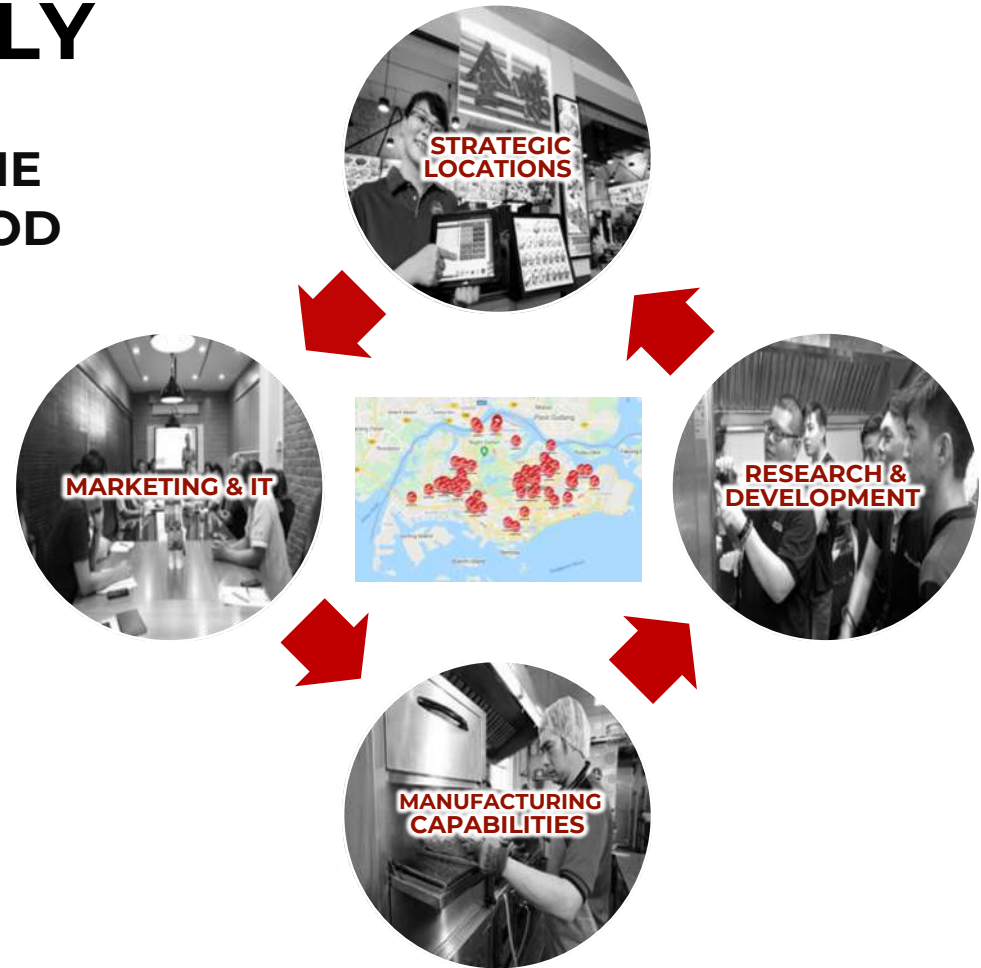 LY
HE
OD
STRATEGIC
LOCATIONS
MARKETING & IT
RESEARCH &
DEVELOPMENT
MANUFACTURING
CAPABILITIES